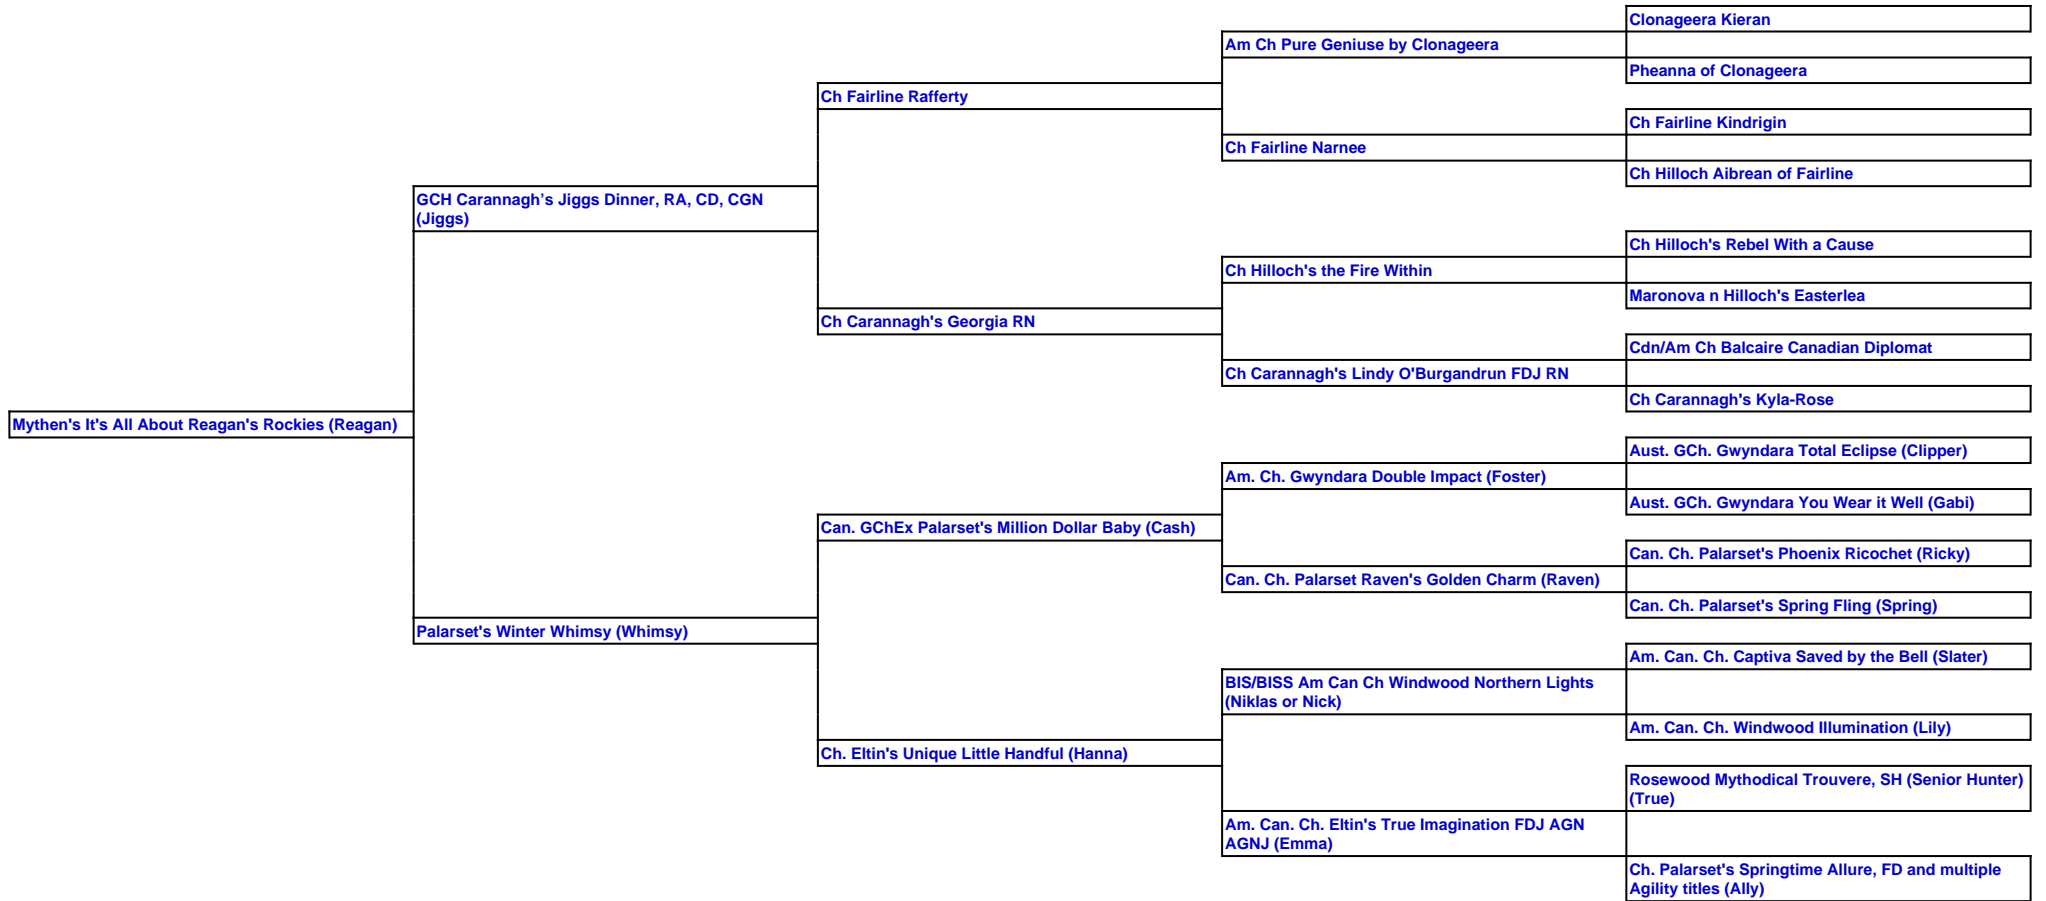 Clonageera Kieran
Am Ch Pure Geniuse by Clonageera
Pheanna of Clonageera
Ch Fairline Rafferty
Ch Fairline Kindrigin
Ch Fairline Narnee
Ch Hilloch Aibrean of Fairline
GCH Carannagh’s Jiggs Dinner, RA, CD, CGN
(Jiggs)
Ch Hilloch's Rebel With a Cause
Ch Hilloch's the Fire Within
Maronova n Hilloch's Easterlea
Ch Carannagh's Georgia RN
Cdn/Am Ch Balcaire Canadian Diplomat
Ch Carannagh's Lindy O'Burgandrun FDJ RN
Ch Carannagh's Kyla-Rose
Mythen's It's All About Reagan's Rockies (Reagan)
Aust. GCh. Gwyndara Total Eclipse (Clipper)
Am. Ch. Gwyndara Double Impact (Foster)
Aust. GCh. Gwyndara You Wear it Well (Gabi)
Can. GChEx Palarset's Million Dollar Baby (Cash)
Can. Ch. Palarset's Phoenix Ricochet (Ricky)
Can. Ch. Palarset Raven's Golden Charm (Raven)
Can. Ch. Palarset's Spring Fling (Spring)
Palarset's Winter Whimsy (Whimsy)
Am. Can. Ch. Captiva Saved by the Bell (Slater)
BIS/BISS Am Can Ch Windwood Northern Lights
(Niklas or Nick)
Am. Can. Ch. Windwood Illumination (Lily)
Ch. Eltin's Unique Little Handful (Hanna)
Rosewood Mythodical Trouvere, SH (Senior Hunter)
(True)
Am. Can. Ch. Eltin's True Imagination FDJ AGN
AGNJ (Emma)
Ch. Palarset's Springtime Allure, FD and multiple
Agility titles (Ally)